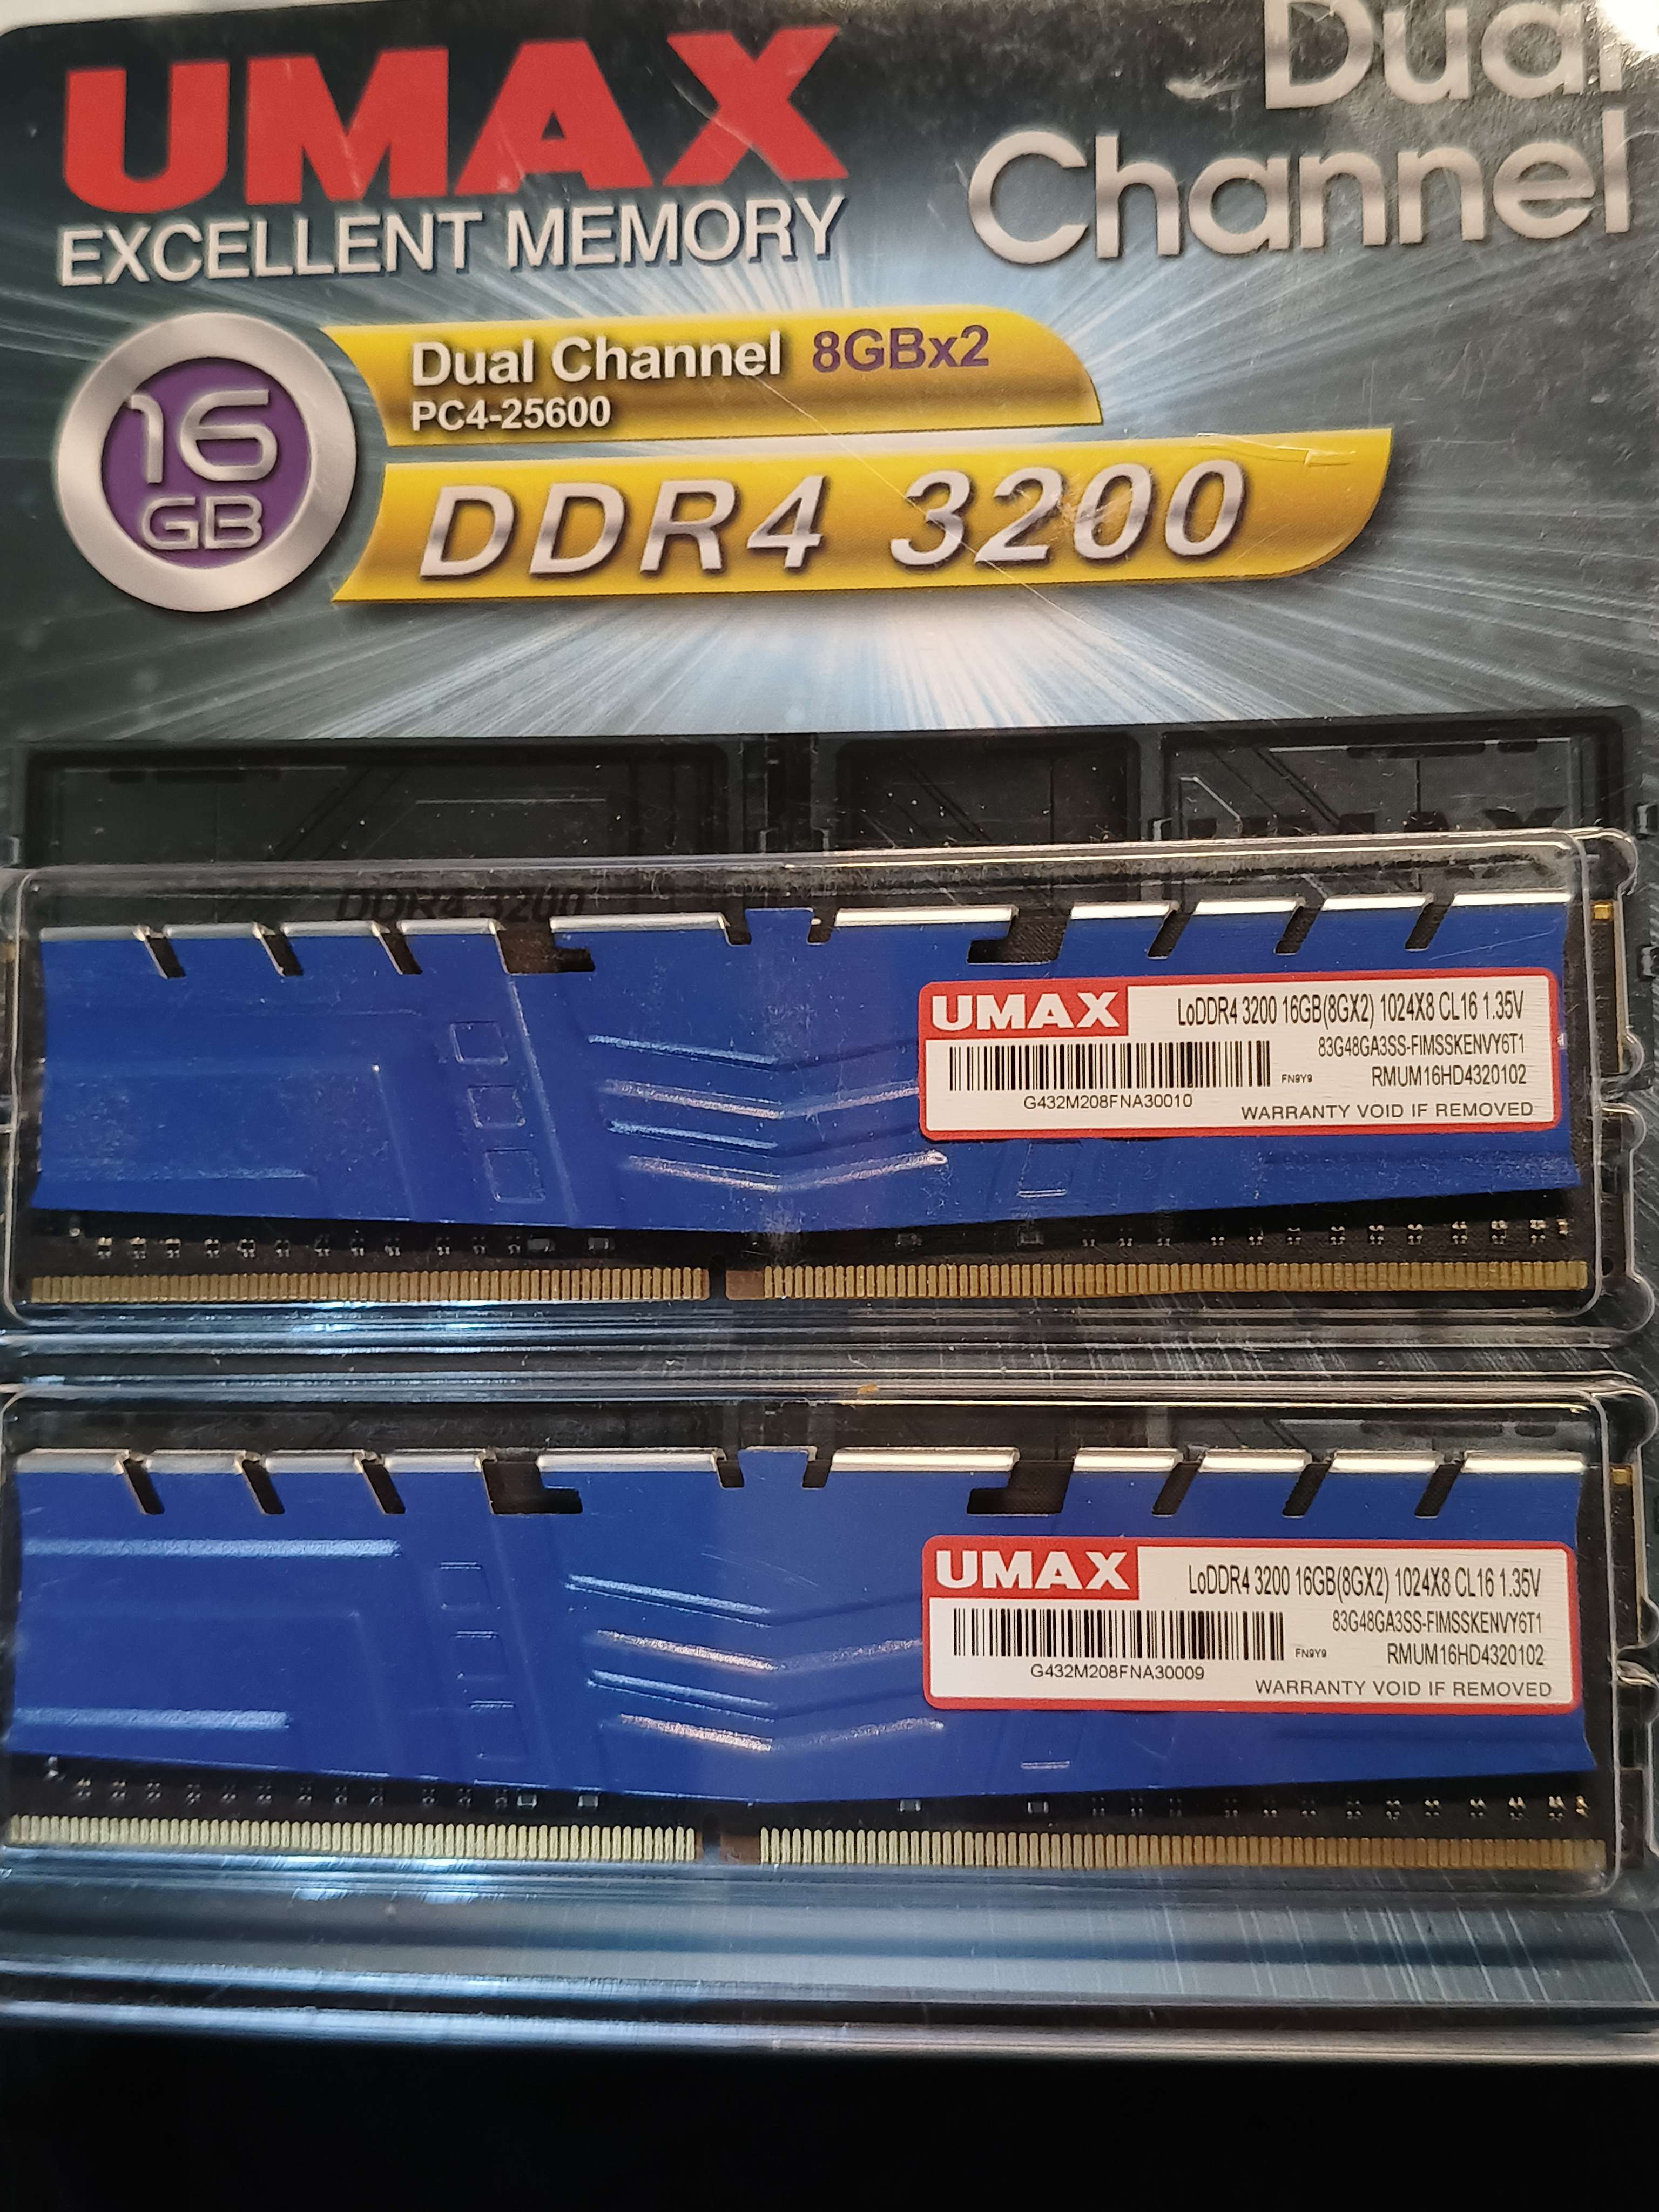 Dual
Channel
UMAX
EXCELLENT MEMORY
16
GB
Dual Channel 8GBx2
PC4-25600
DDR4 3200
UMAX
DDR4 3200
UMAX
LoDDR4 3200 16GB(8GX2) 1024X8 CL16 1.35V
83G48GA3SS-FIMSSKENVY6T1
FN9Y9
RMUM16HD4320102
G432M208FNA30010
WARRANTY VOID IF REMOVED
UMAX
LoDDR4 3200 16GB(8GX2) 1024X8 CL16 1.35V
83G48GA3SS-FIMSSKENVY6T1
FN9Y9
RMUM16HD4320102
G432M208FNA30009
WARRANTY VOID IF REMOVED